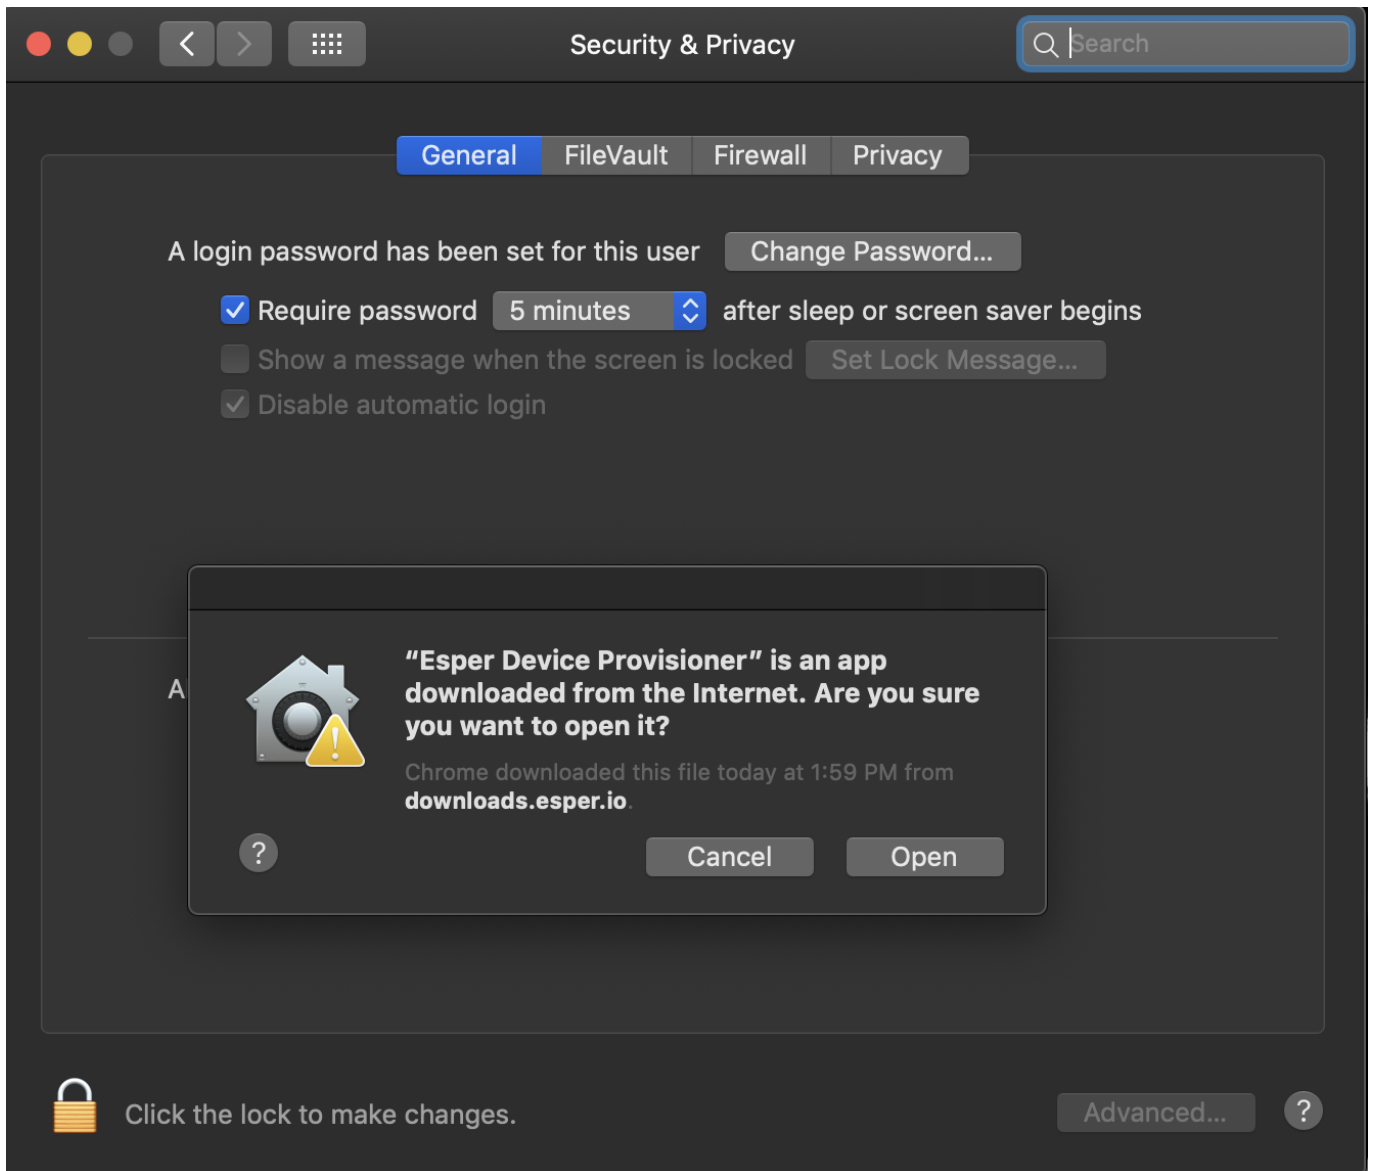 Security & Privacy
Search
General FileVault Firewall Privacy
A login password has been set for this user Change Password...
Require password 5 minutes after sleep or screen saver begins
Show a message when the screen is locked Set Lock Message...
Disable automatic login
A
“Esper Device Provisioner” is an app
downloaded from the Internet. Are you sure
you want to open it?
Chrome downloaded this file today at 1:59 PM from
downloads.esper.io.
? Cancel Open
Click the lock to make changes. Advanced... ?